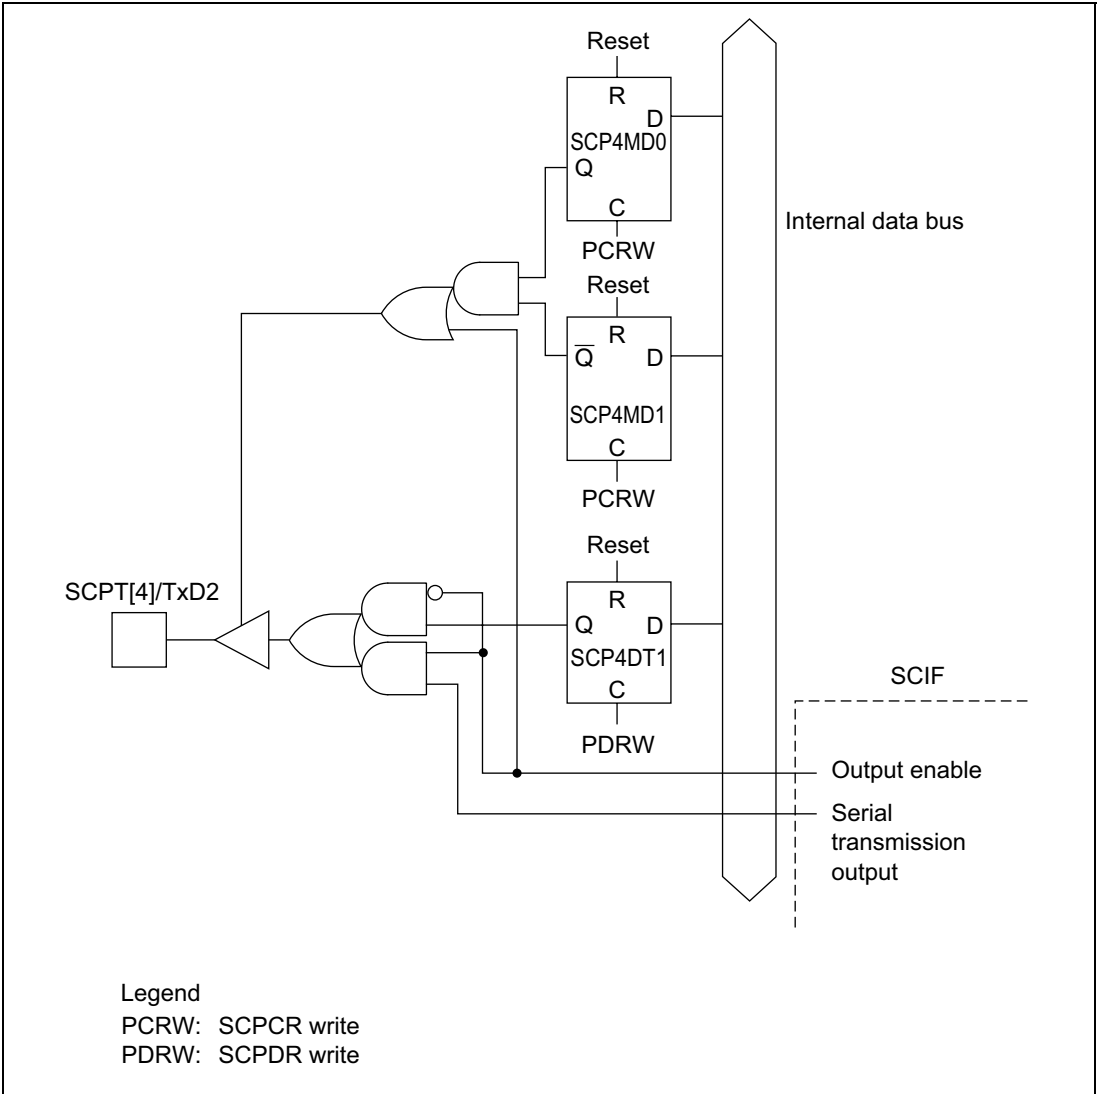 Reset
R
D
SCP4MD0
Q
C
PCRW
Internal data bus
Reset
R
Q̅
D
SCP4MD1
C
PCRW
Reset
SCPT[4]/TxD2
R
Q
D
SCP4DT1
C
PDRW
SCIF
Output enable
Serial
transmission
output
Legend
PCRW: SCPCR write
PDRW: SCPDR write